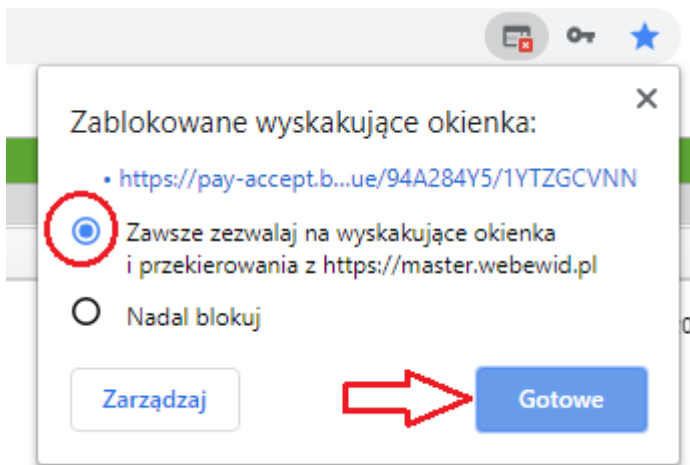 Zablokowane wyskakujące okienka:
• https://pay-accept.b...ue/94A284Y5/1YTZGCVNN
Zawsze zezwalaj na wyskakujące okienka
i przekierowania z https://master.webewid.pl
Nadal blokuj
Zarządzaj
Gotowe